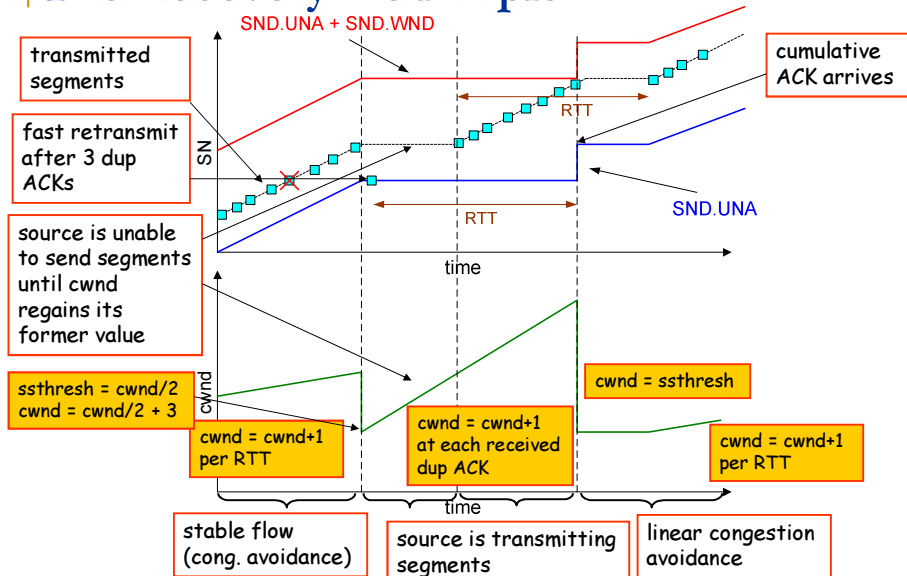 SND.UNA + SND.WND
transmitted
segments
cumulative
ACK arrives
RTT
fast retransmit
after 3 dup
ACKs
SN
RTT
SND.UNA
source is unable
to send segments
until cwnd
regains its
former value
time
ssthresh = cwnd/2
cwnd = cwnd/2 + 3
cwnd
cwnd = ssthresh
cwnd = cwnd+1
per RTT
cwnd = cwnd+1
at each received
dup ACK
cwnd = cwnd+1
per RTT
time
stable flow
(cong. avoidance)
source is transmitting
segments
linear congestion
avoidance